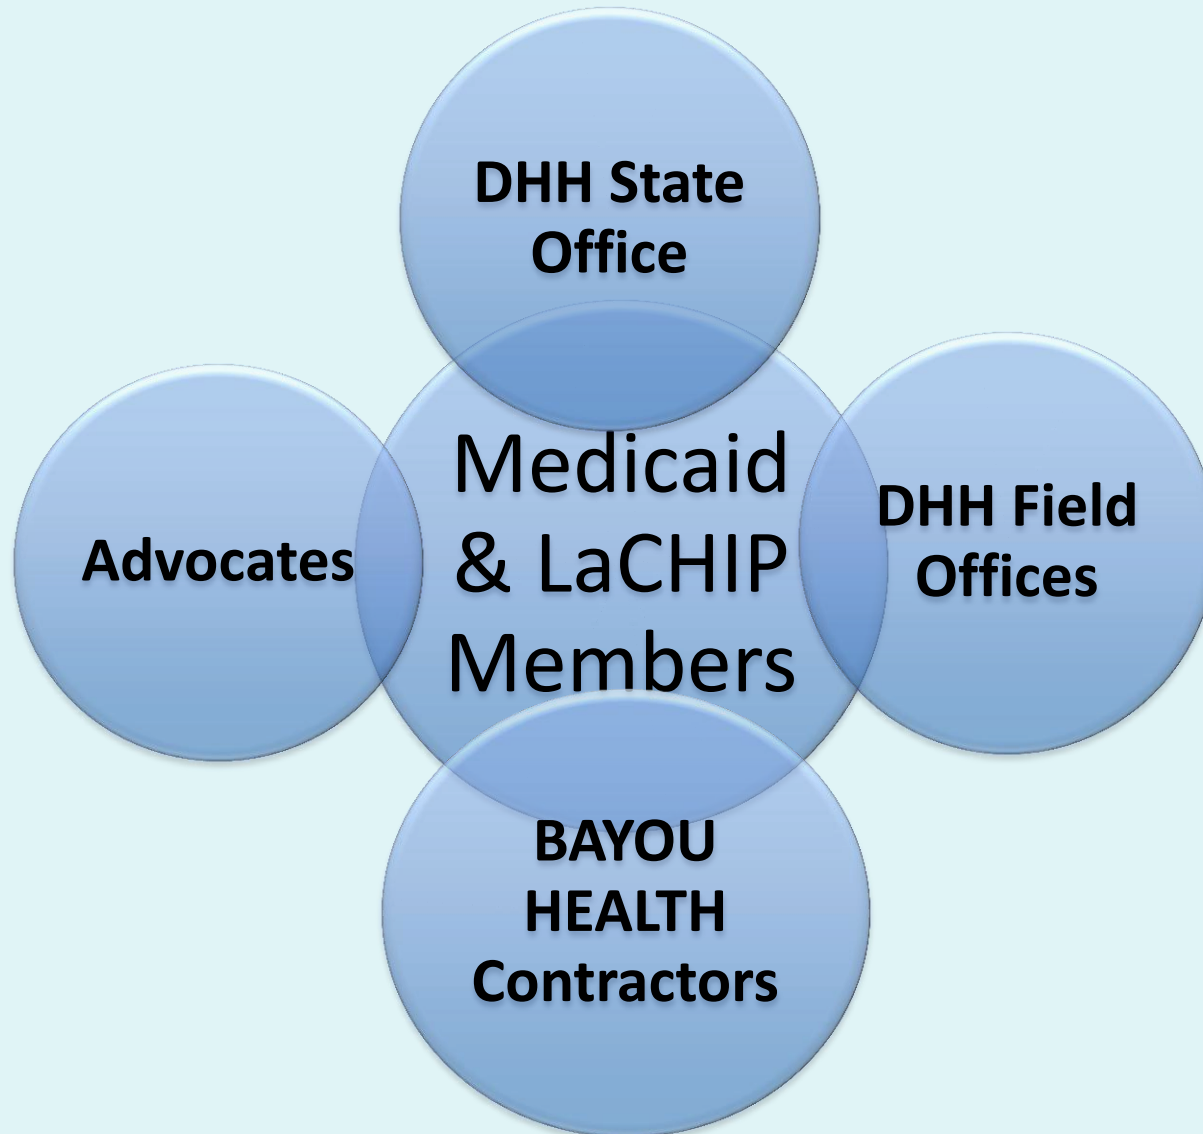 DHH State
Office
Medicaid
& LaCHIP
Members
Advocates
DHH Field
Offices
BAYOU
HEALTH
Contractors